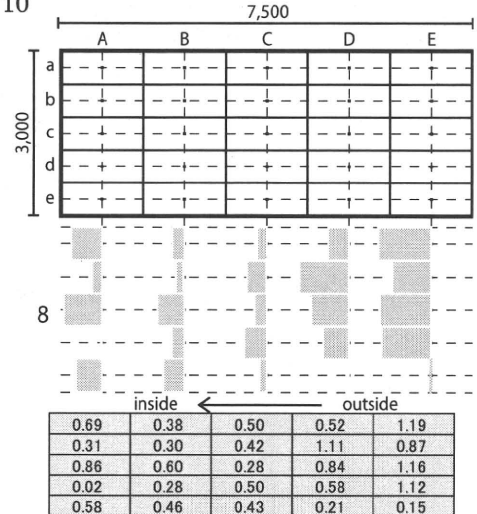 10
7,500
A B C D E
3,000
a
b
c
d
e
8
inside outside
0.69 0.38 0.50 0.52 1.19
0.31 0.30 0.42 1.11 0.87
0.86 0.60 0.28 0.84 1.16
0.02 0.28 0.50 0.58 1.12
0.58 0.46 0.43 0.21 0.15